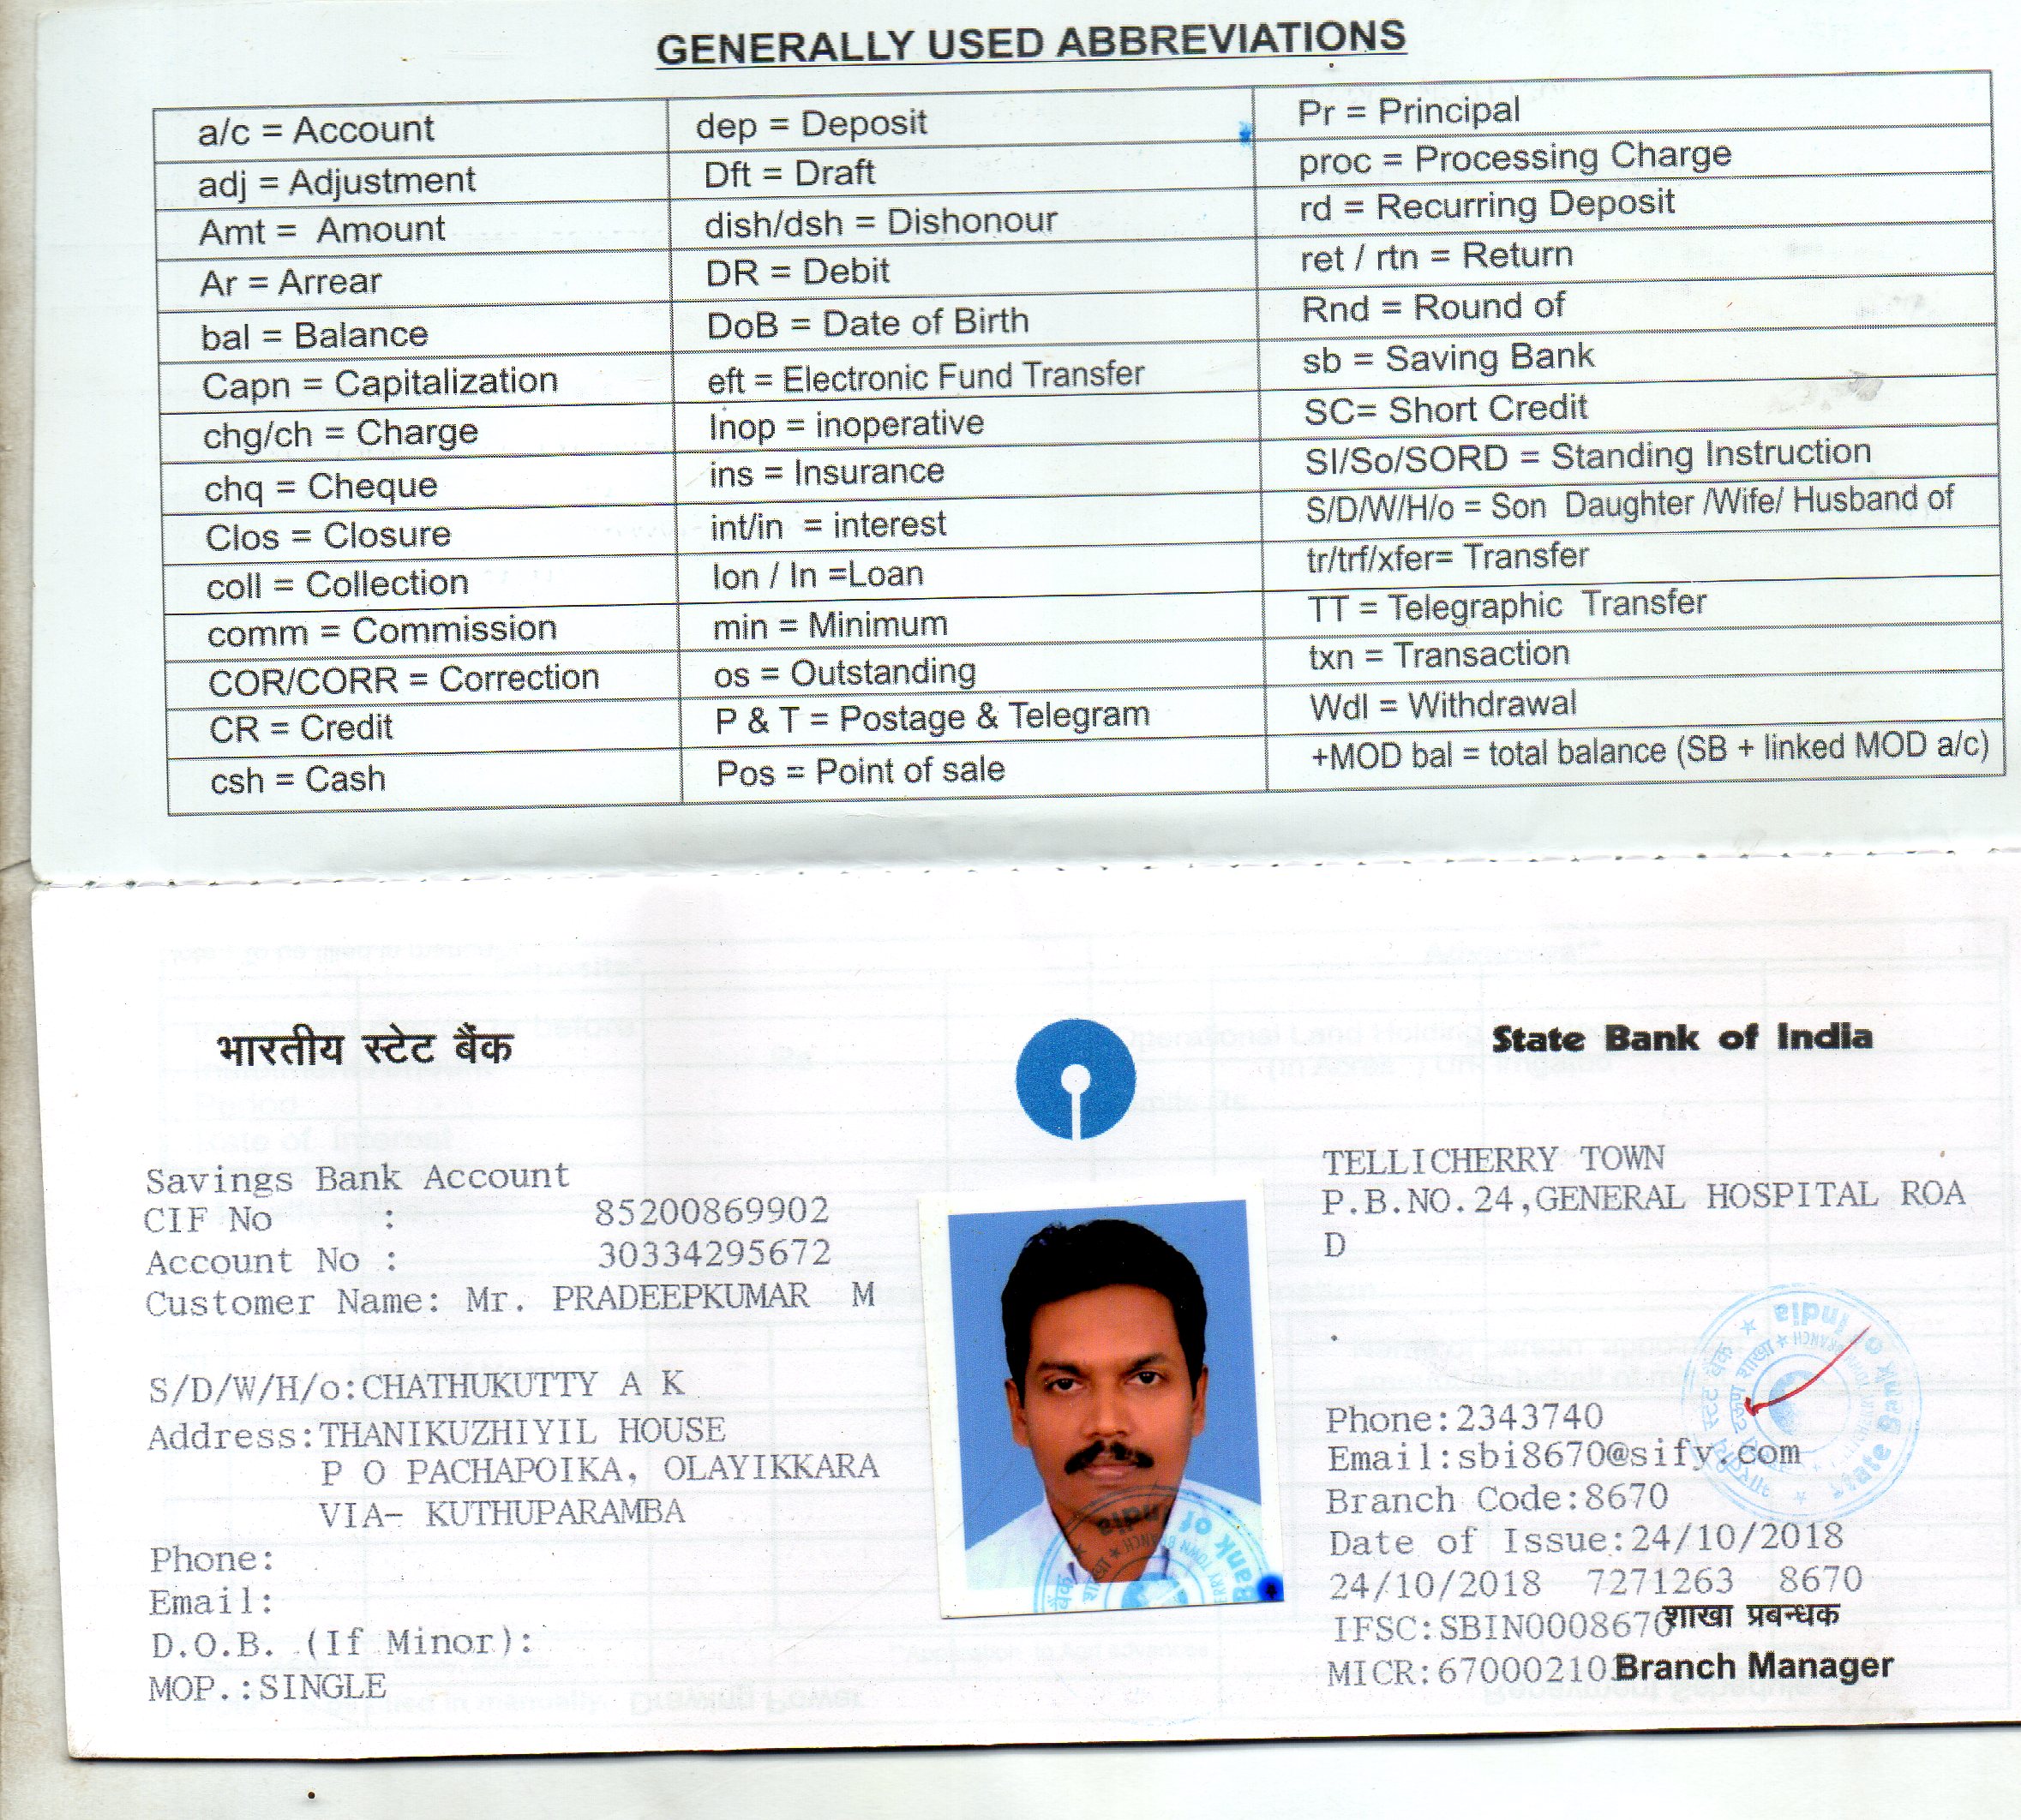 GENERALLY USED ABBREVIATIONS
a/c = Account
dep = Deposit
Pr = Principal
adj = Adjustment
Dft = Draft
proc = Processing Charge
Amt = Amount
dish/dsh = Dishonour
rd = Recurring Deposit
Ar = Arrear
DR = Debit
ret / rtn = Return
bal = Balance
DoB = Date of Birth
Rnd = Round of
Capn = Capitalization
eft = Electronic Fund Transfer
sb = Saving Bank
chg/ch = Charge
Inop = inoperative
SC= Short Credit
chq = Cheque
ins = Insurance
SI/So/SORD = Standing Instruction
Clos = Closure
int/in = interest
S/D/W/H/o = Son Daughter /Wife/ Husband of
coll = Collection
lon / ln =Loan
tr/trf/xfer= Transfer
comm = Commission
min = Minimum
TT = Telegraphic Transfer
COR/CORR = Correction
os = Outstanding
txn = Transaction
CR = Credit
P & T = Postage & Telegram
Wdl = Withdrawal
csh = Cash
Pos = Point of sale
+MOD bal = total balance (SB + linked MOD a/c)
भारतीय स्टेट बैंक
State Bank of India
Savings Bank Account
CIF No : 85200869902
Account No : 30334295672
Customer Name: Mr. PRADEEPKUMAR M
S/D/W/H/o:CHATHUKUTTY A K
Address:THANIKUZHIYIL HOUSE
P O PACHAPOIKA, OLAYIKKARA
VIA- KUTHUPARAMBA
Phone:
Email:
D.O.B. (If Minor):
MOP.:SINGLE
TELLICHERRY TOWN
P.B.NO.24,GENERAL HOSPITAL ROA
D
Phone:2343740
Email:sbi8670@sify.com
Branch Code:8670
Date of Issue:24/10/2018
24/10/2018 7271263 8670
IFSC:SBIN0008670
शाखा प्रबन्धक
MICR:67000210
Branch Manager
State Bank of India